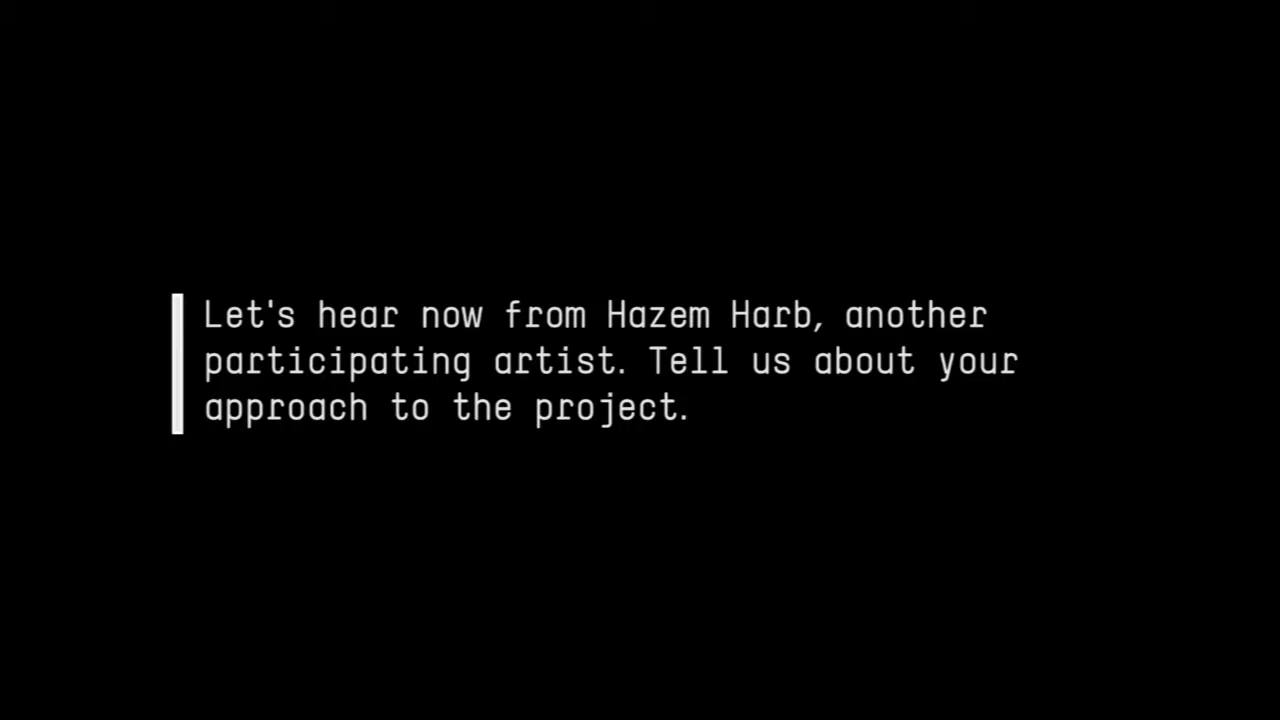 Let's hear now from Hazem Harb, another
participating artist. Tell us about your
approach to the project.